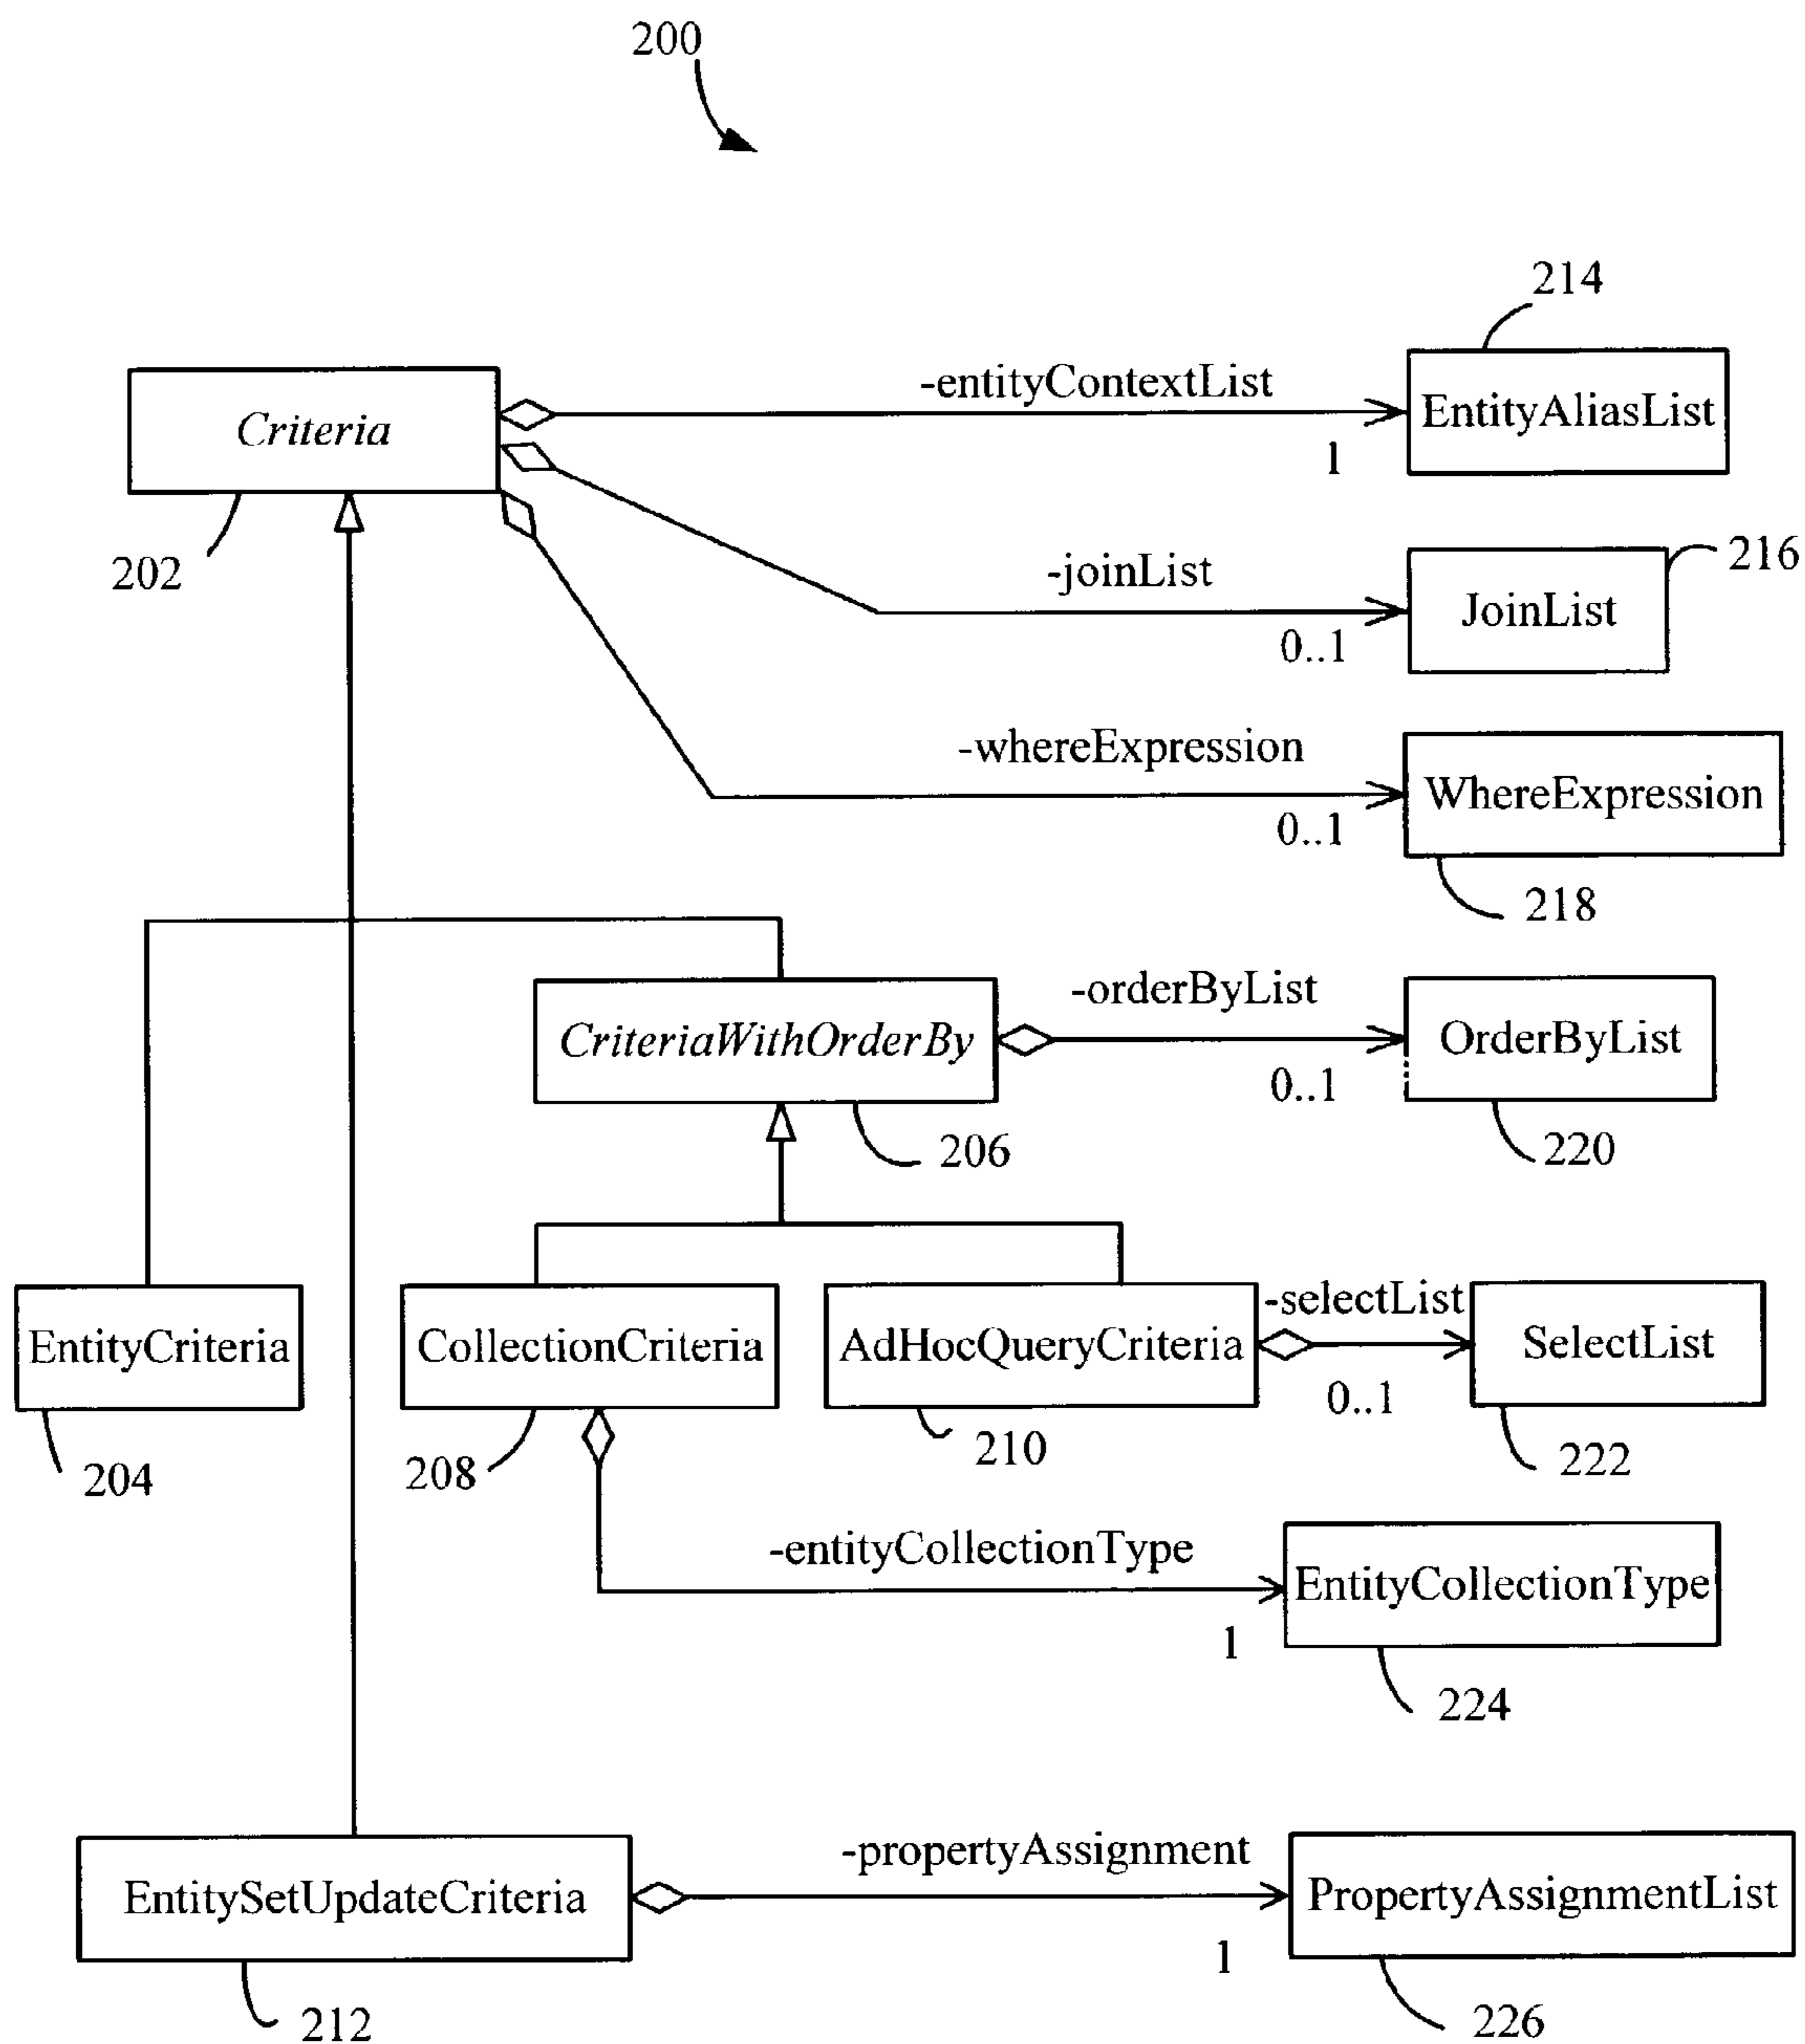 200
214
-entityContextList
EntityAliasList
Criteria
1
202
-joinList
216
JoinList
0..1
-whereExpression
WhereExpression
0..1
218
-orderByList
CriteriaWithOrderBy
OrderByList
0..1
206
220
-selectList
EntityCriteria
CollectionCriteria
AdHocQueryCriteria
SelectList
0..1
204
208
210
222
-entityCollectionType
EntityCollectionType
1
224
-propertyAssignment
EntitySetUpdateCriteria
PropertyAssignmentList
1
212
226